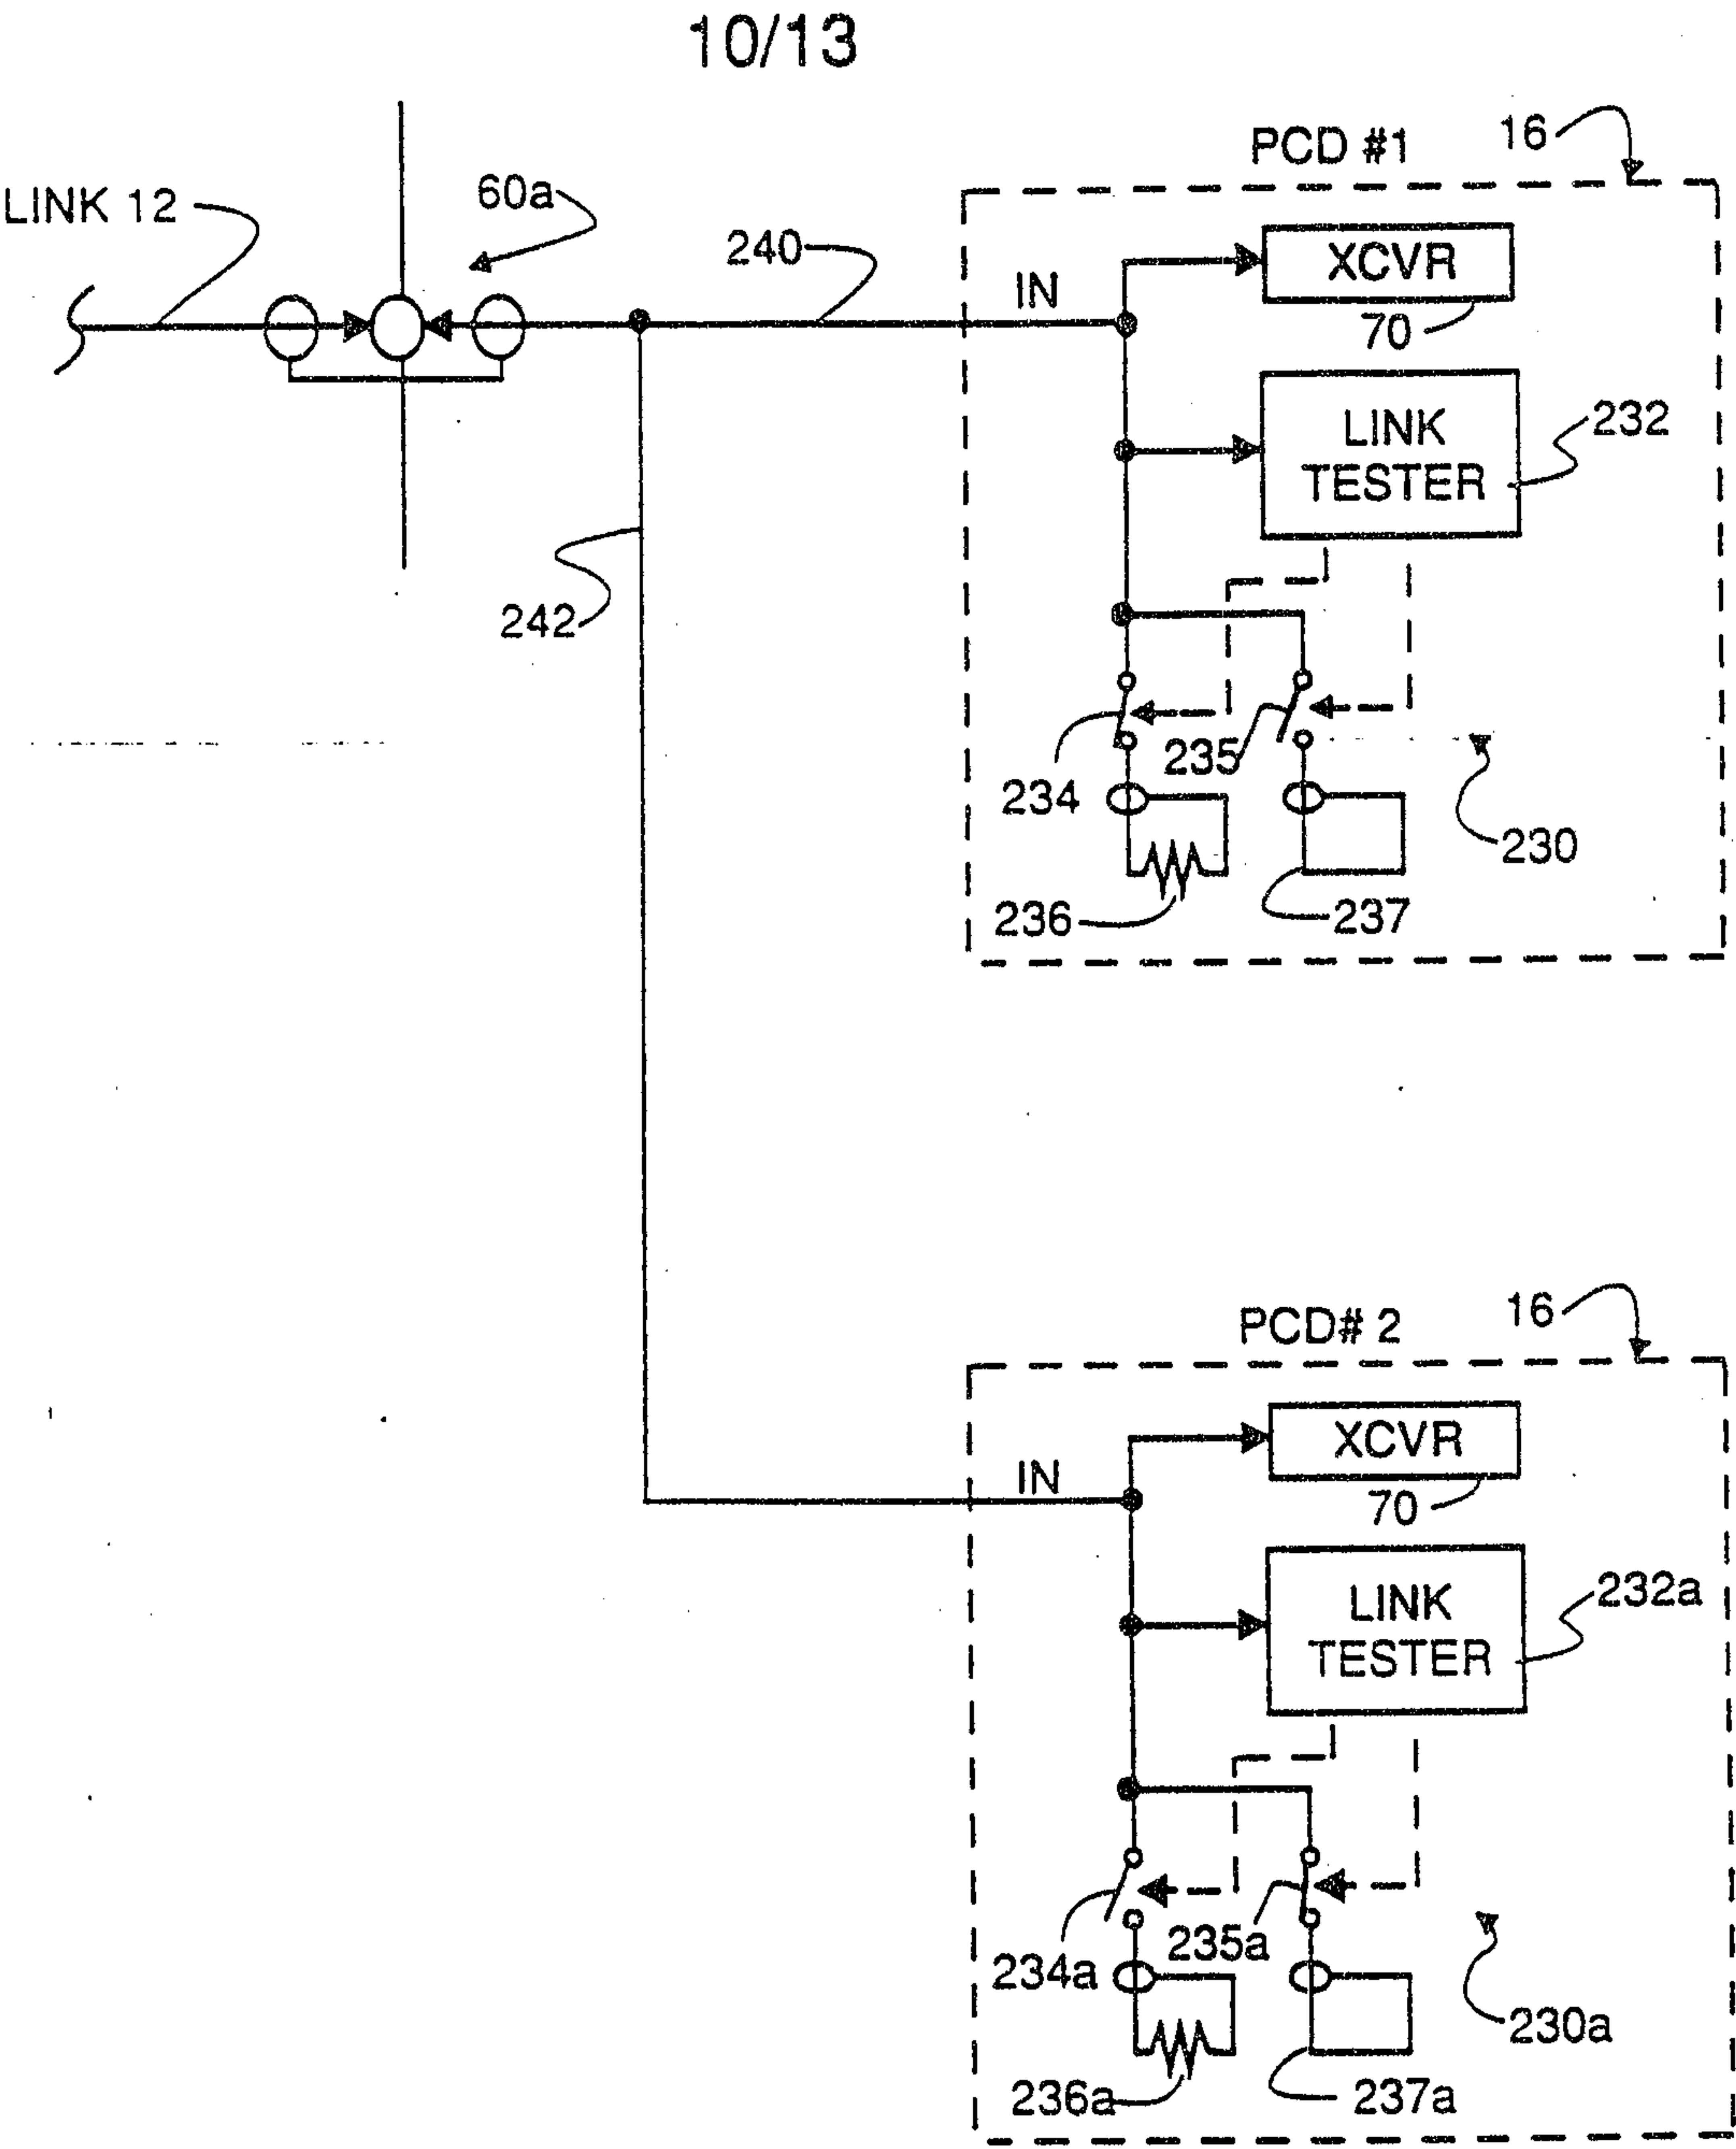 10/13
PCD #1
16
LINK 12
60a
240
IN
XCVR
70
LINK
TESTER
232
242
234
235
230
236
237
PCD# 2
16
IN
XCVR
70
LINK
TESTER
232a
234a
235a
230a
236a
237a